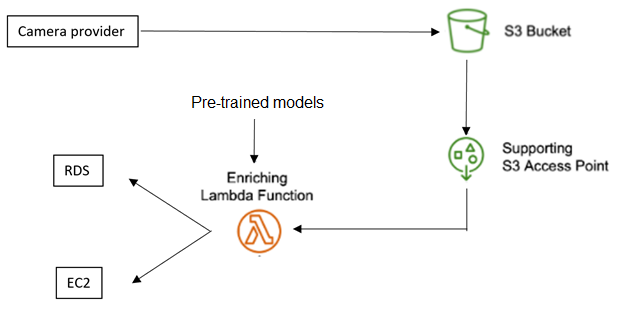 Camera provider
S3 Bucket
Pre-trained models
Supporting
S3 Access Point
RDS
Enriching
Lambda Function
EC2